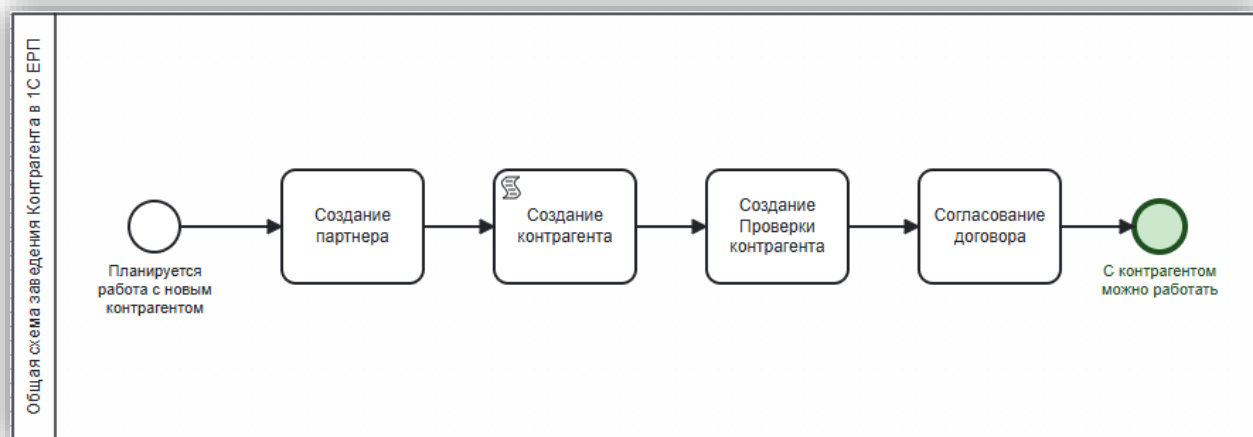 Общая схема заведения Контрагента в 1С ЕРП
Планируется
работа с новым
контрагентом
Создание
партнера
Создание
контрагента
Создание
Проверки
контрагента
Согласование
договора
С контрагентом
можно работать